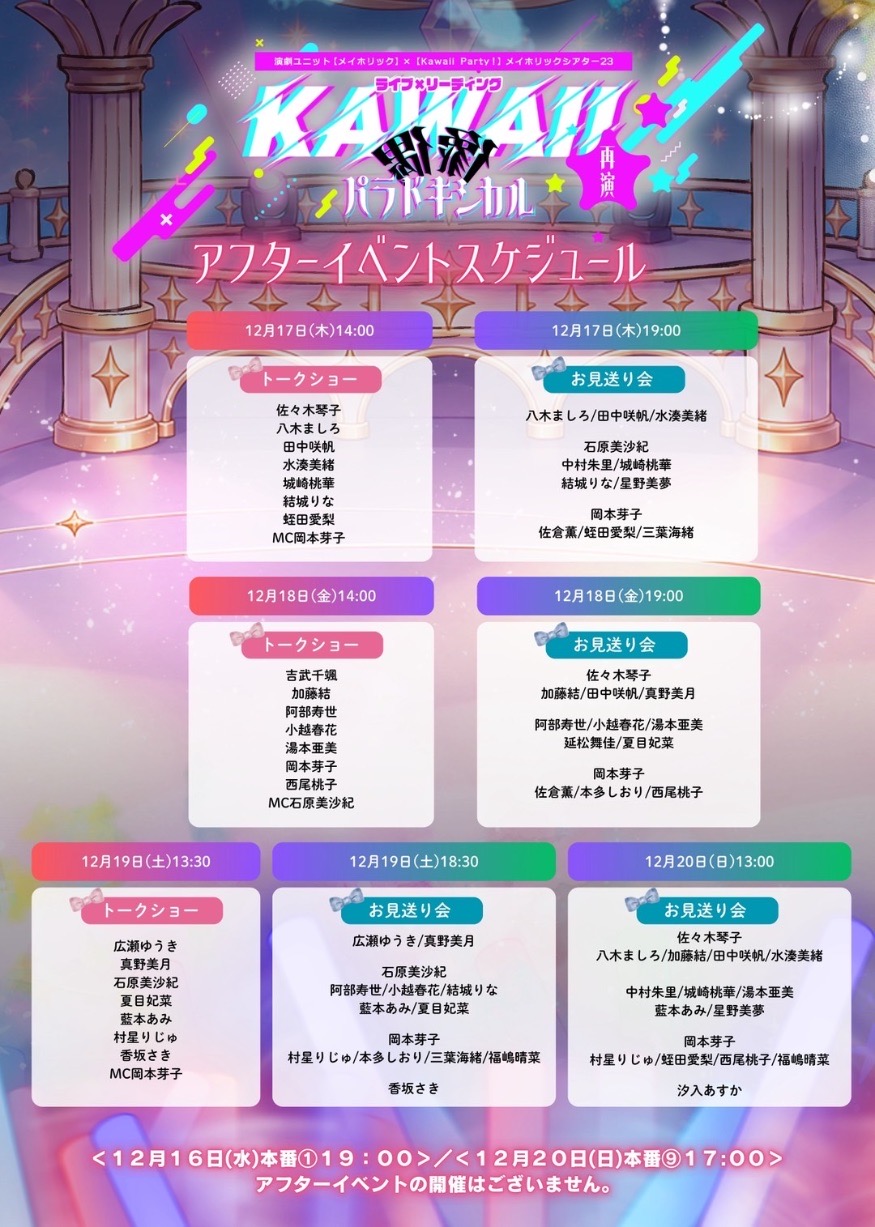 演劇ユニット【メイホリック】×【Kawaii Party!】メイホリックシアター23
ライブ×リーディング
KAWAII
パラドキシカル
再演
アフターイベントスケジュール
12月17日(木)14:00
トークショー
佐々木琴子
八木ましろ
田中咲帆
水湊美緒
城崎桃華
結城りな
蛭田愛梨
MC岡本芽子
12月17日(木)19:00
お見送り会
八木ましろ/田中咲帆/水湊美緒
石原美沙紀
中村朱里/城崎桃華
結城りな/星野美夢
岡本芽子
佐倉薫/蛭田愛梨/三葉海緒
12月18日(金)14:00
トークショー
吉武千颯
加藤結
阿部寿世
小越春花
湯本亜美
岡本芽子
西尾桃子
MC石原美沙紀
12月18日(金)19:00
お見送り会
佐々木琴子
加藤結/田中咲帆/真野美月
阿部寿世/小越春花/湯本亜美
延松舞佳/夏目妃菜
岡本芽子
佐倉薫/本多しおり/西尾桃子
12月19日(土)13:30
トークショー
広瀬ゆうき
真野美月
石原美沙紀
夏目妃菜
藍本あみ
村星りじゅ
香坂さき
MC岡本芽子
12月19日(土)18:30
お見送り会
広瀬ゆうき/真野美月
石原美沙紀
阿部寿世/小越春花/結城りな
藍本あみ/夏目妃菜
岡本芽子
村星りじゅ/本多しおり/三葉海緒/福嶋晴菜
香坂さき
12月20日(日)13:00
お見送り会
佐々木琴子
八木ましろ/加藤結/田中咲帆/水湊美緒
中村朱里/城崎桃華/湯本亜美
藍本あみ/星野美夢
岡本芽子
村星りじゅ/蛭田愛梨/西尾桃子/福嶋晴菜
汐入あすか
<12月16日(水)本番①19:00>/<12月20日(日)本番⑨17:00>
アフターイベントの開催はございません。